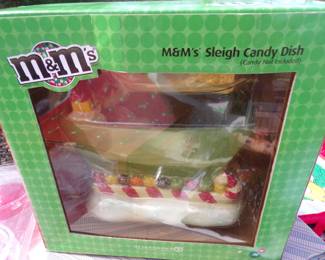 m&m's
M&M's® Sleigh Candy Dish
(Candy Not Included)